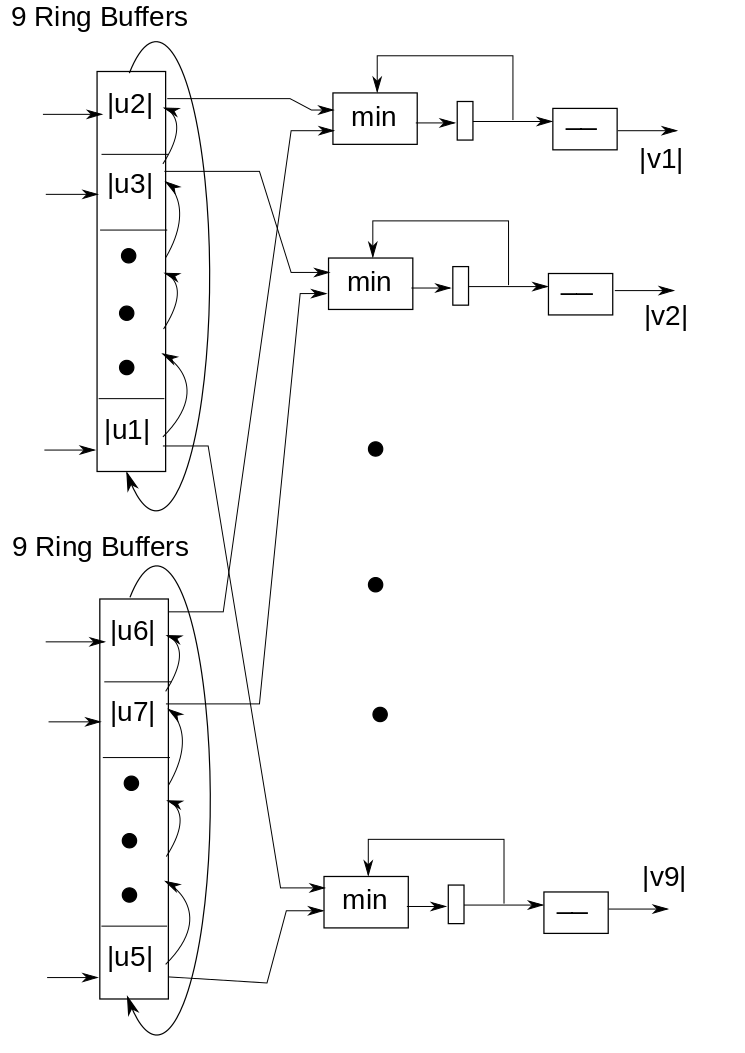 9 Ring Buffers
|u2|
min
|v1|
|u3|
min
|v2|
|u1|
9 Ring Buffers
|u6|
|u7|
|v9|
min
|u5|